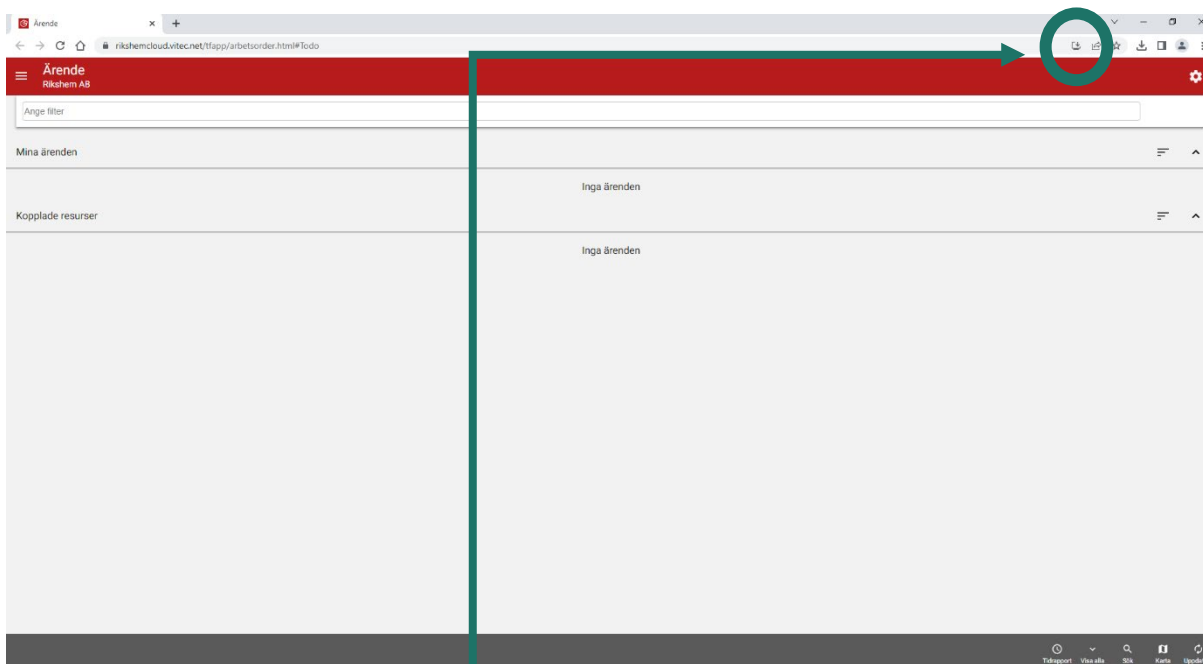 Ärende
rikshemcloud.vitec.net/tfapp/arbetsorder.html#Todo
Ärende
Rikshem AB
Ange filter
Mina ärenden
Inga ärenden
Kopplade resurser
Inga ärenden
Tidrapport Visa alla Sök Karta Uppda